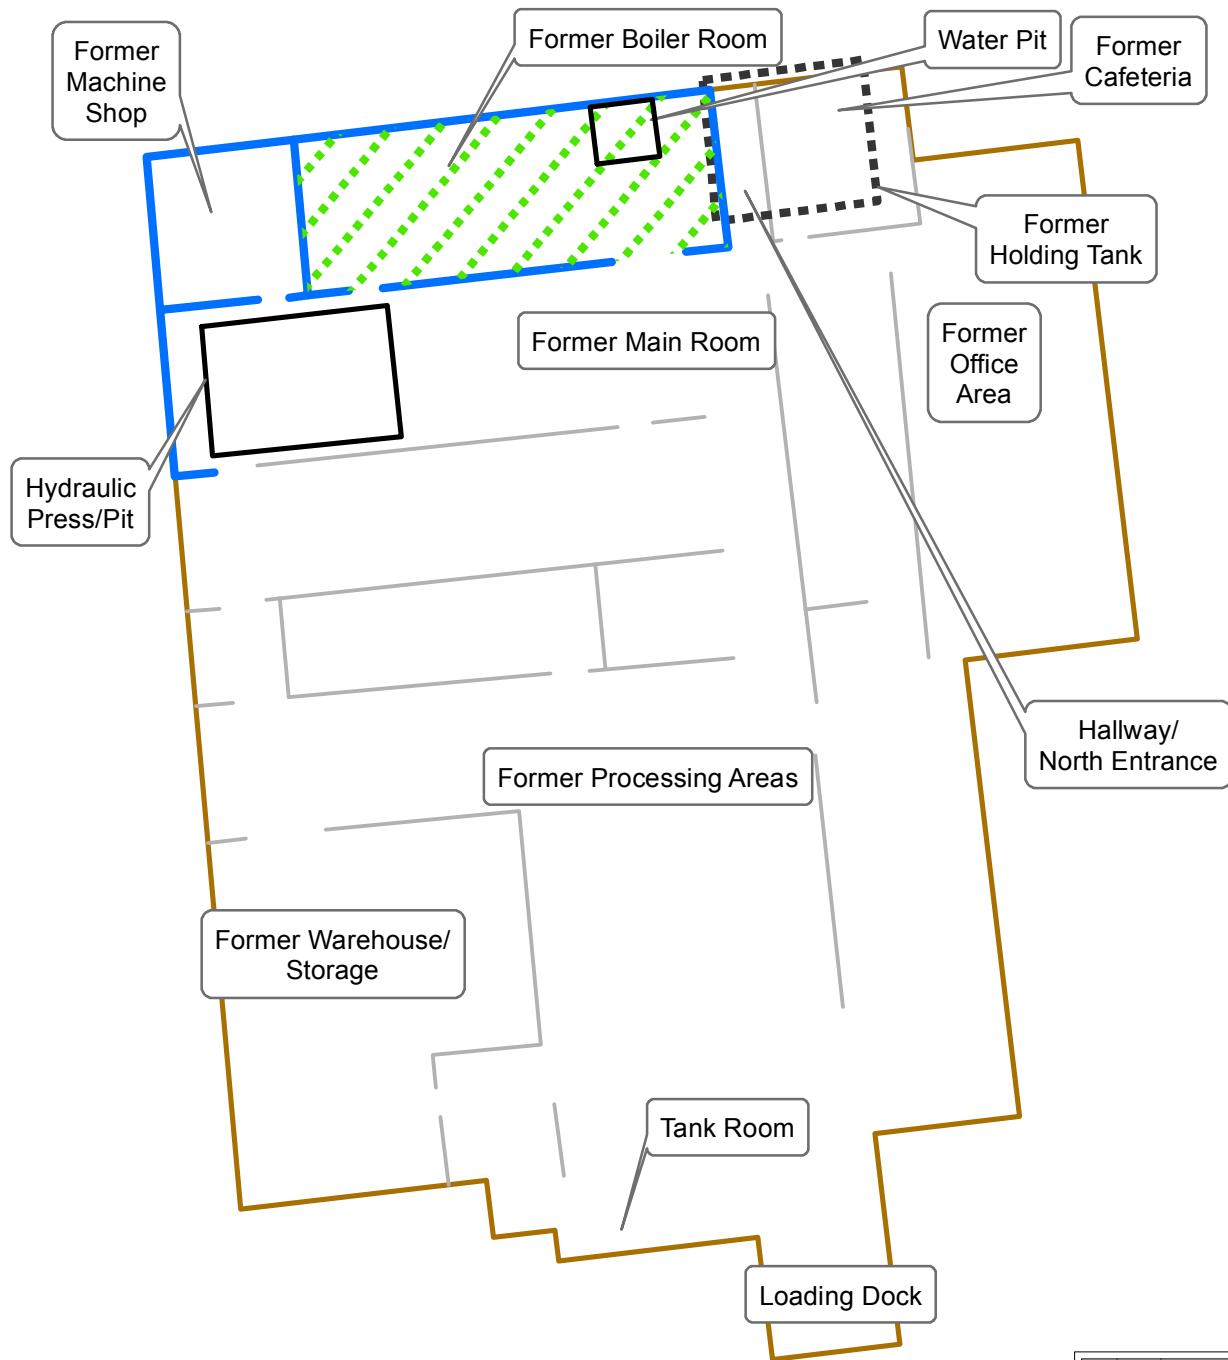 Former
Machine
Shop
Former Boiler Room
Water Pit
Former
Cafeteria
Former
Holding Tank
Former Main Room
Former
Office
Area
Hydraulic
Press/Pit
Hallway/
North Entrance
Former Processing Areas
Former Warehouse/
Storage
Tank Room
Loading Dock